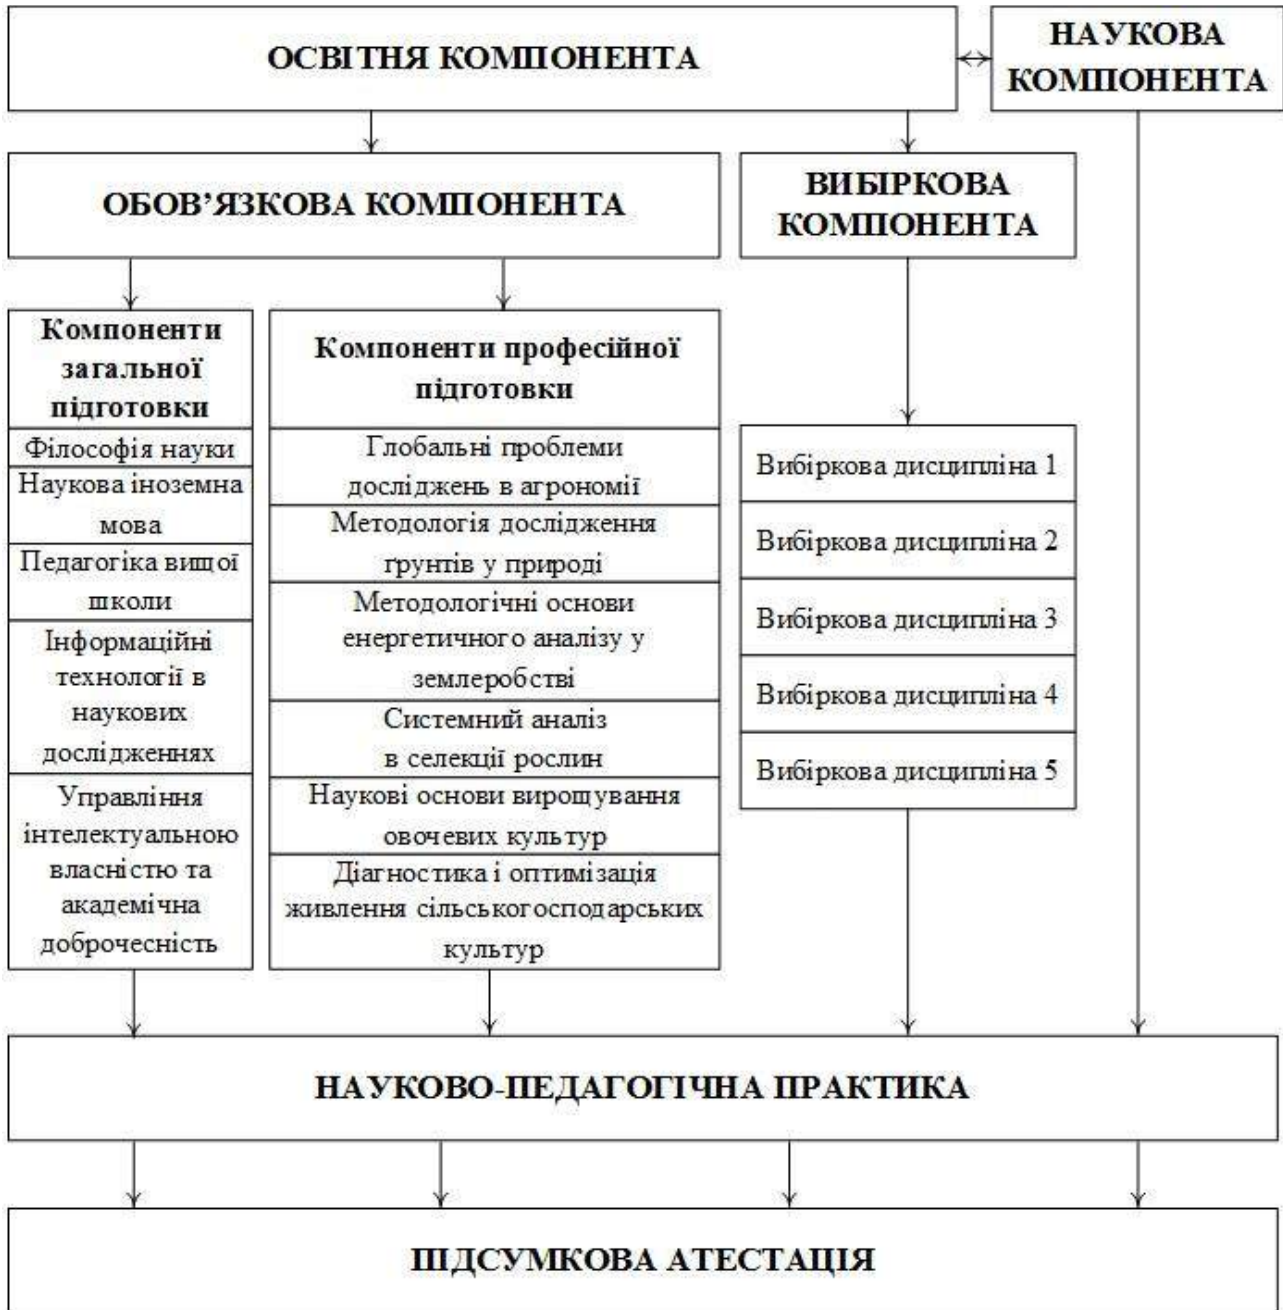 ОСВІТНЯ КОМПОНЕНТА
НАУКОВА
КОМПОНЕНТА
ОБОВ’ЯЗКОВА КОМПОНЕНТА
ВИБІРКОВА
КОМПОНЕНТА
Компоненти
загальної
підготовки
Філософія науки
Наукова іноземна
мова
Педагогіка вищої
школи
Інформаційні
технології в
наукових
дослідженнях
Управління
інтелектуальною
власністю та
академічна
доброчесність
Компоненти професійної
підготовки
Глобальні проблеми
досліджень в агрономії
Методологія дослідження
ґрунтів у природі
Методологічні основи
енергетичного аналізу у
землеробстві
Системний аналіз
в селекції рослин
Наукові основи вирощування
овочевих культур
Діагностика і оптимізація
живлення сільськогосподарських
культур
Вибіркова дисципліна 1
Вибіркова дисципліна 2
Вибіркова дисципліна 3
Вибіркова дисципліна 4
Вибіркова дисципліна 5
НАУКОВО-ПЕДАГОГІЧНА ПРАКТИКА
ПІДСУМКОВА АТЕСТАЦІЯ